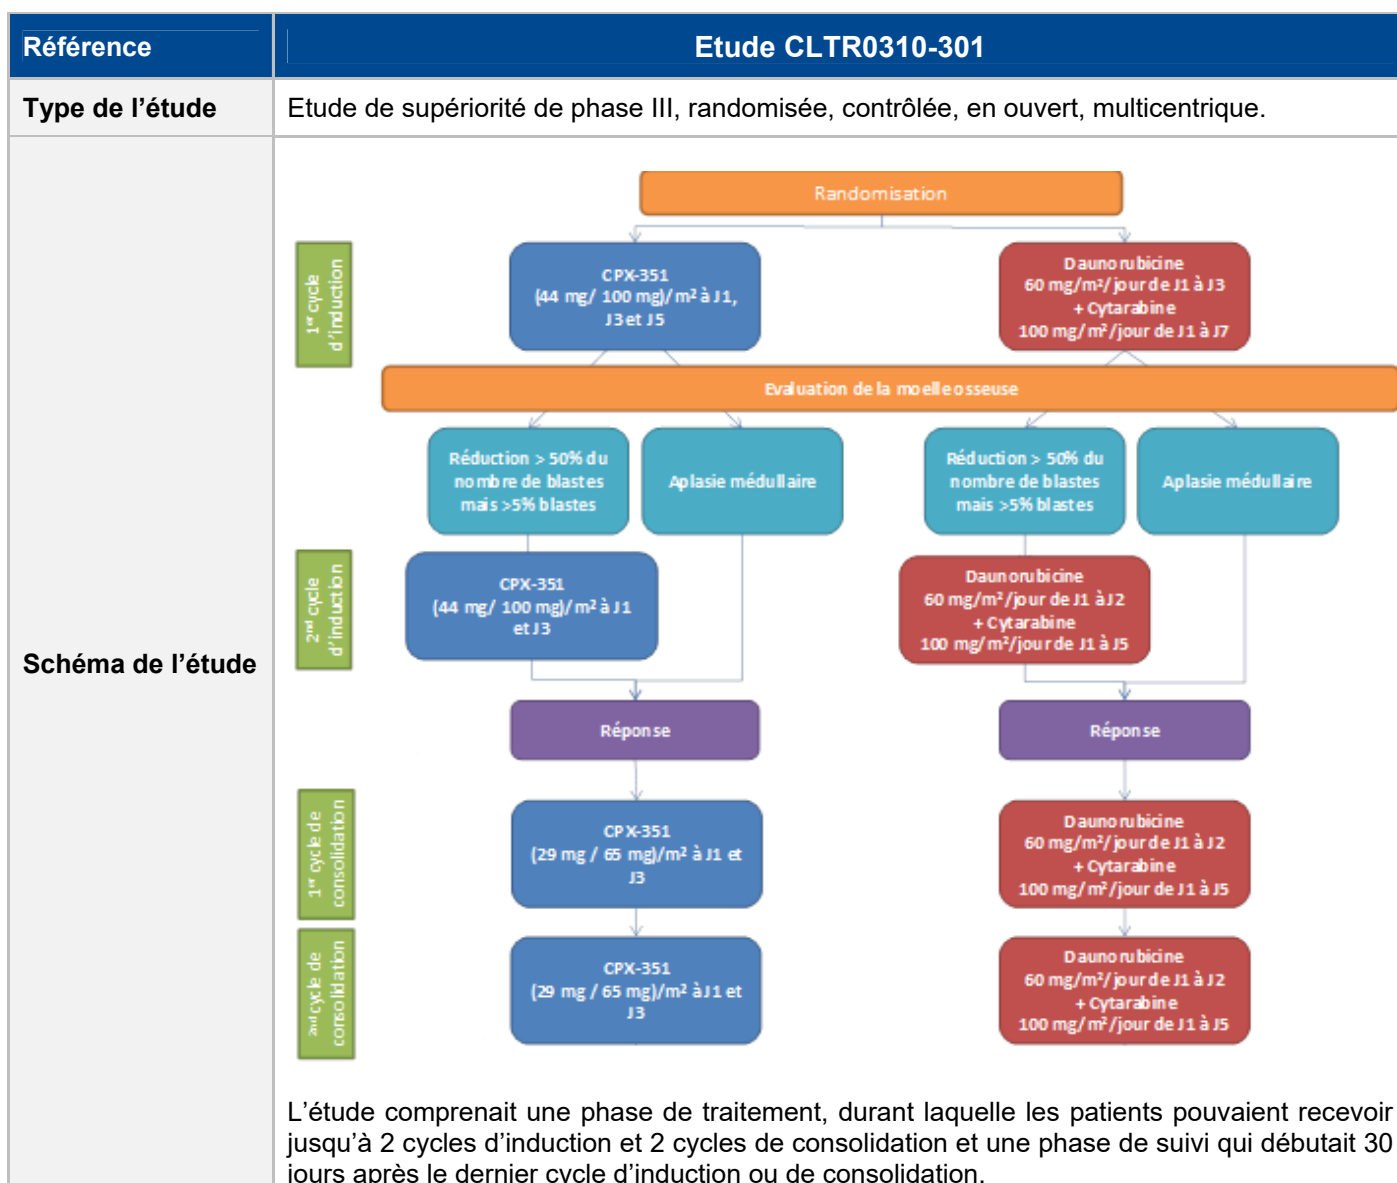 Référence
Etude CLTR0310-301
Type de l’étude
Etude de supériorité de phase III, randomisée, contrôlée, en ouvert, multicentrique.
Schéma de l’étude
Randomisation
1er cycle
d’induction
CPX-351
(44 mg/ 100 mg)/m² à J1,
J3 et J5
Daunorubicine
60 mg/m²/jour de J1 à J3
+ Cytarabine
100 mg/m²/jour de J1 à J7
Evaluation de la moelle osseuse
Réduction > 50% du
nombre de blastes
mais >5% blastes
Aplasie médullaire
Réduction > 50% du
nombre de blastes
mais >5% blastes
Aplasie médullaire
2nd cycle
d’induction
CPX-351
(44 mg/ 100 mg)/m² à J1
et J3
Daunorubicine
60 mg/m²/jour de J1 à J2
+ Cytarabine
100 mg/m²/jour de J1 à J5
Réponse
Réponse
1er cycle de
consolidation
CPX-351
(29 mg / 65 mg)/m² à J1 et
J3
Daunorubicine
60 mg/m²/jour de J1 à J2
+ Cytarabine
100 mg/m²/jour de J1 à J5
2nd cycle de
consolidation
CPX-351
(29 mg / 65 mg)/m² à J1 et
J3
Daunorubicine
60 mg/m²/jour de J1 à J2
+ Cytarabine
100 mg/m²/jour de J1 à J5
L’étude comprenait une phase de traitement, durant laquelle les patients pouvaient recevoir
jusqu’à 2 cycles d’induction et 2 cycles de consolidation et une phase de suivi qui débutait 30
jours après le dernier cycle d’induction ou de consolidation.